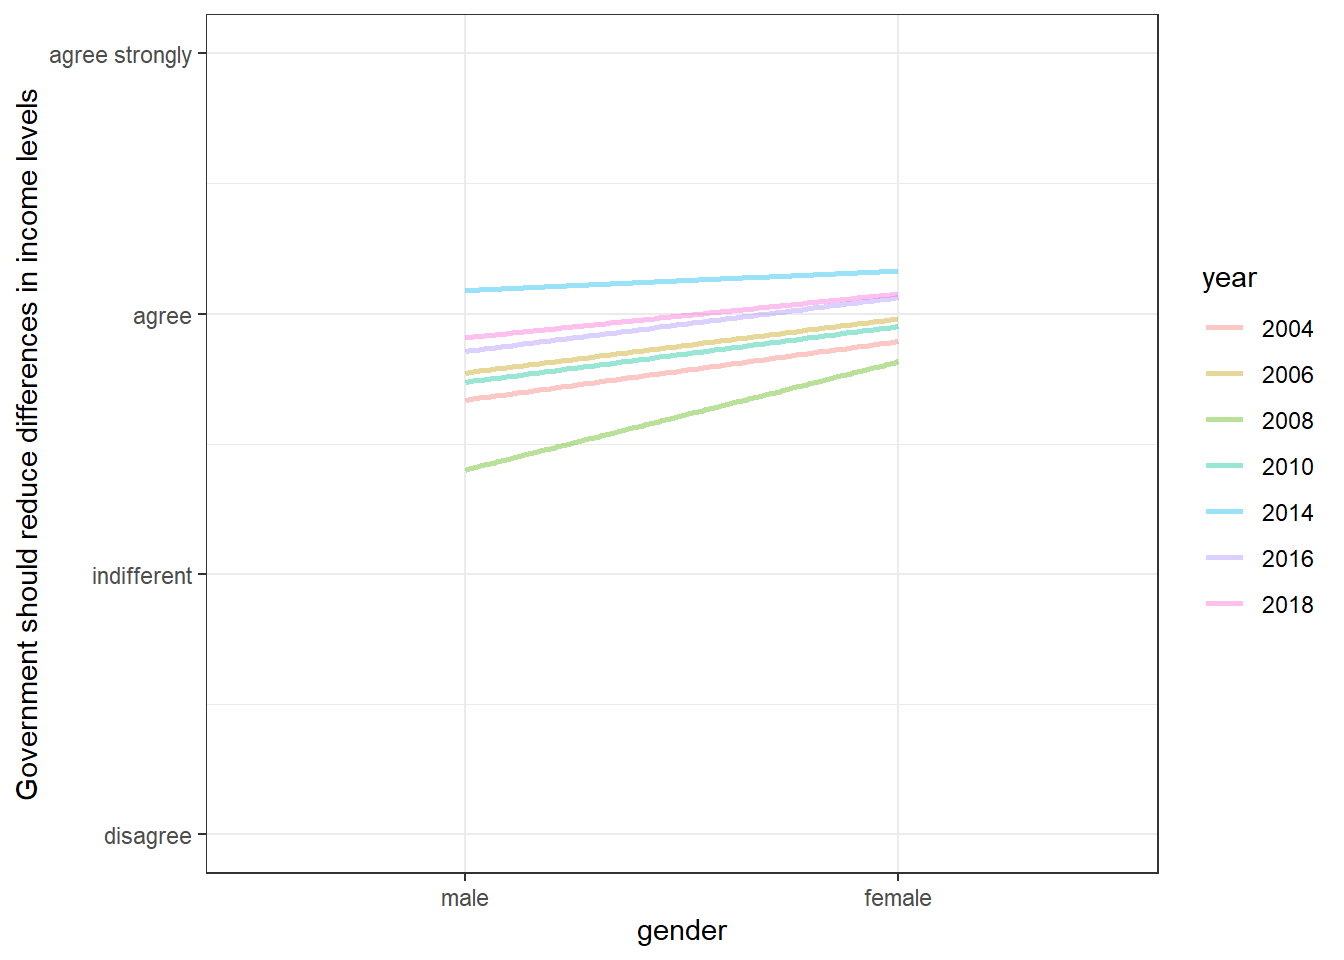 Government should reduce differences in income levels
agree strongly
agree
indifferent
disagree
male
female
gender
year
2004
2006
2008
2010
2014
2016
2018